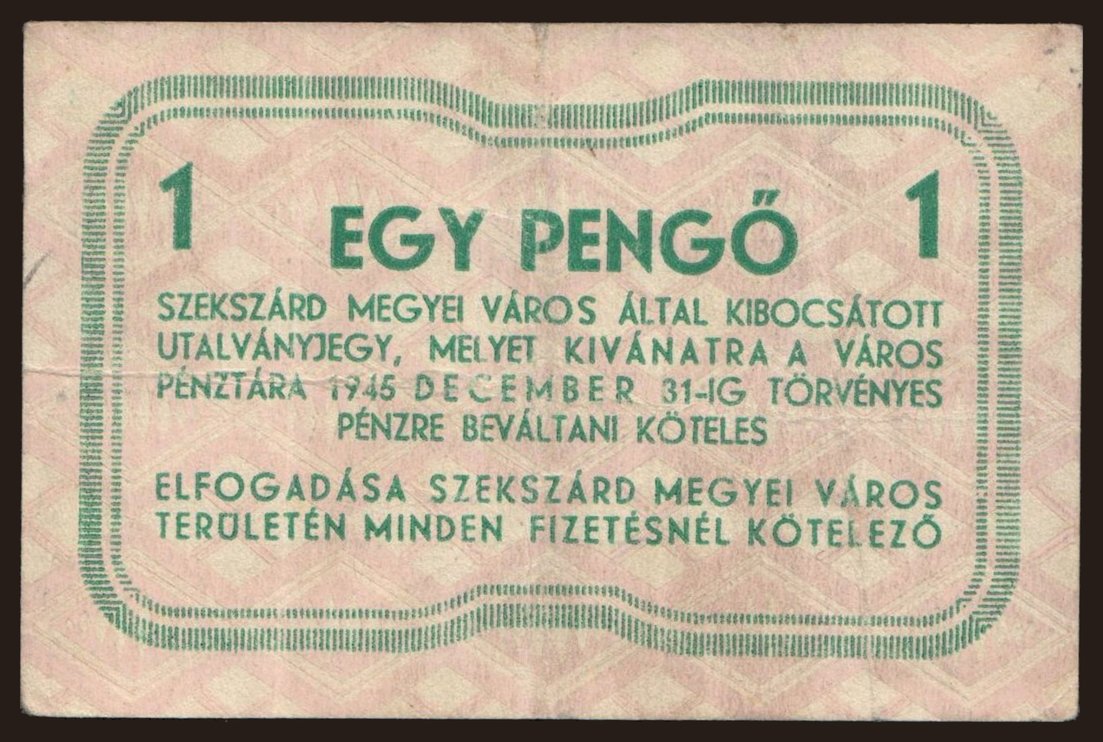 1 1
EGY PENGŐ
SZEKSZÁRD MEGYEI VÁROS ÁLTAL KIBOCSÁTOTT
UTALVÁNYJEGY, MELYET KIVÁNATRA A VÁROS
PÉNZTÁRA 1945 DECEMBER 31-IG TÖRVÉNYES
PÉNZRE BEVÁLTANI KÖTELES
ELFOGADÁSA SZEKSZÁRD MEGYEI VÁROS
TERÜLETÉN MINDEN FIZETÉSNÉL KÖTELEZŐ